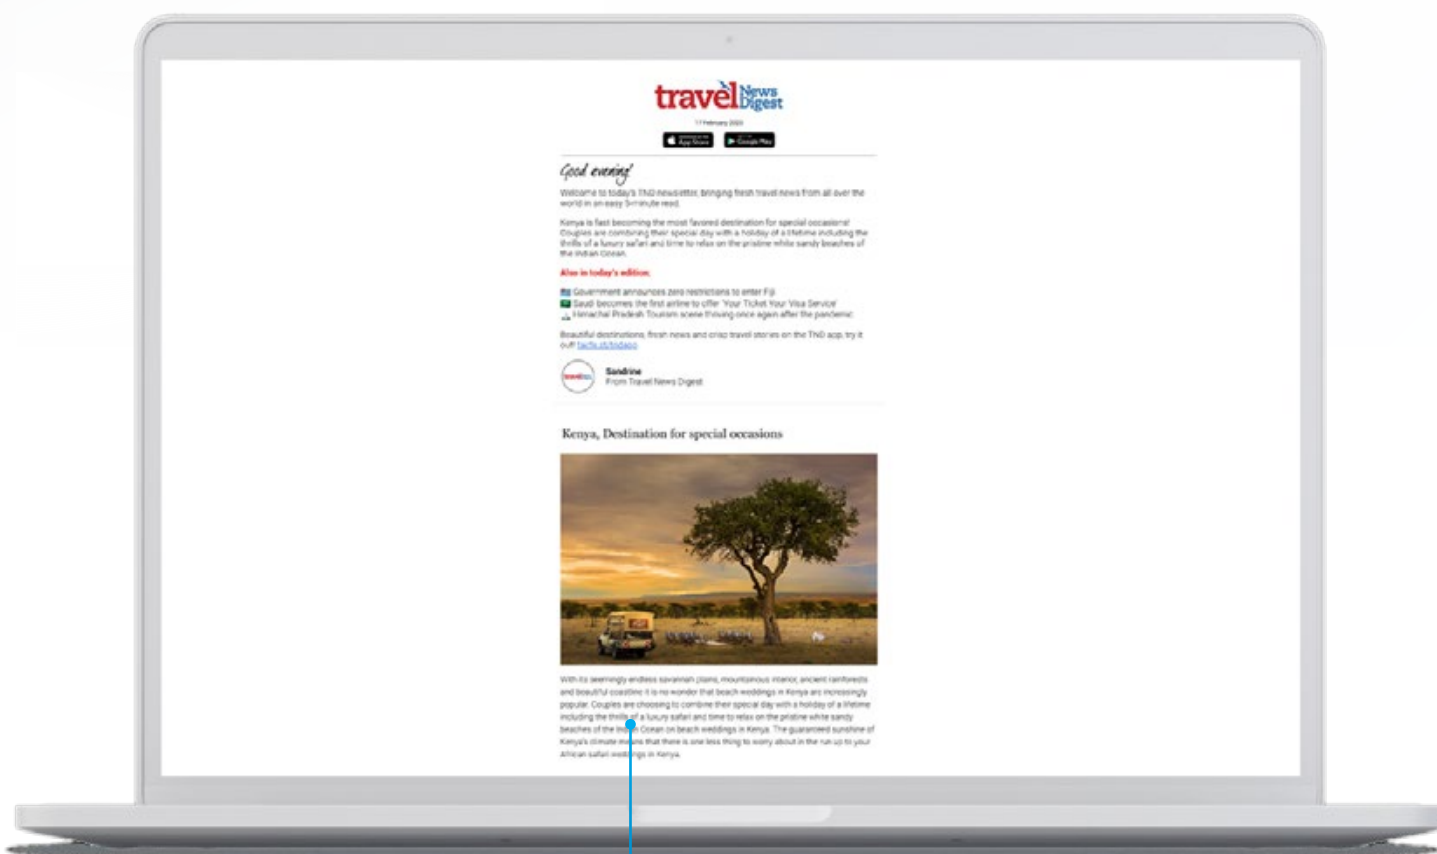 travel News
Digest
17 February 2023
App Store Google Play
Good evening!
Welcome to today's TND newsletter, bringing fresh travel news from all over the
world in an easy 5-minute read.
Kenya is fast becoming the most favored destination for special occasions!
Couples are combining their special day with a holiday of a lifetime including the
thrills of a luxury safari and time to relax on the pristine white sandy beaches of
the Indian Ocean.
Also in today's edition:
Government announces zero restrictions to enter Fiji
Saudi becomes the first airline to offer 'Your Ticket Your Visa Service'
Himachal Pradesh Tourism scene thriving once again after the pandemic
Beautiful destinations, fresh news and crisp travel stories on the TND app, try it
out!
Sandrine
From Travel News Digest
Kenya, Destination for special occasions
With its seemingly endless savannah plains, mountainous interior, ancient rainforests
and beautiful coastline it is no wonder that beach weddings in Kenya are increasingly
popular. Couples are choosing to combine their special day with a holiday of a lifetime
including the thrills of a luxury safari and time to relax on the pristine white sandy
beaches of the Indian Ocean on beach weddings in Kenya. The guaranteed sunshine of
Kenya's climate means that there is one less thing to worry about in the run up to your
African safari weddings in Kenya.